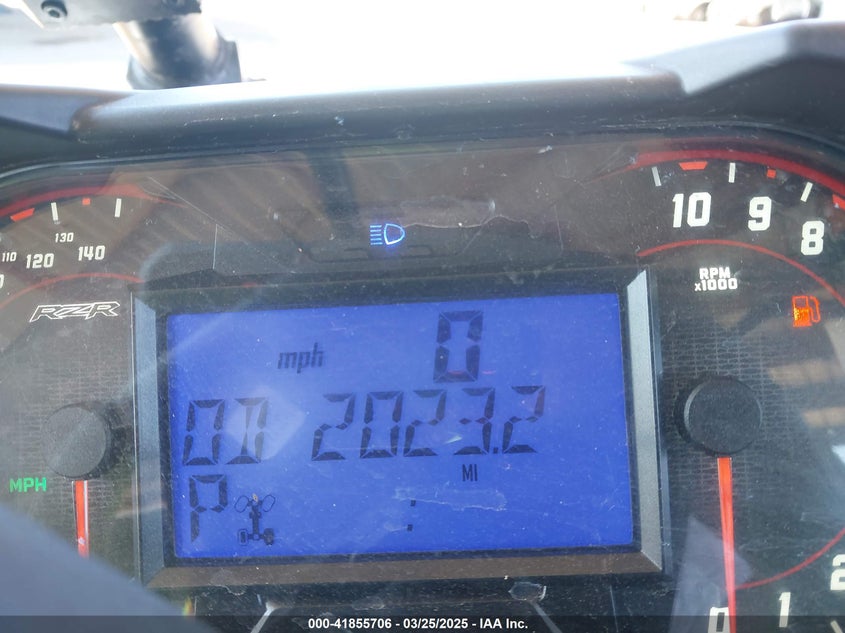 110
120
130
140
RZR
MPH
mph 0
OD 2023.2
MI
P :
10 9 8
RPM
x1000
0 1 2
000-41855706 - 03/25/2025 - IAA Inc.